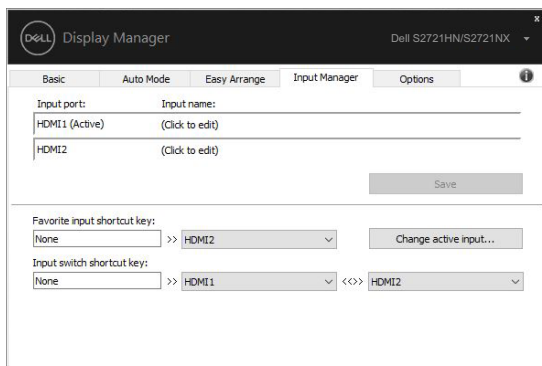 x
DELL Display Manager Dell S2721HN/S2721NX
Basic Auto Mode Easy Arrange Input Manager Options i
Input port: Input name:
HDMI1 (Active) (Click to edit)
HDMI2 (Click to edit)
Save
Favorite input shortcut key:
None >> HDMI2 Change active input...
Input switch shortcut key:
None >> HDMI1 <<>> HDMI2